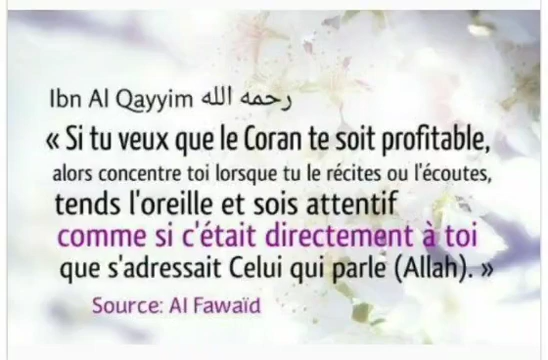 Ibn Al Qayyim رحمه الله
« Si tu veux que le Coran te soit profitable,
alors concentre toi lorsque tu le récites ou l'écoutes,
tends l'oreille et sois attentif
comme si c'était directement à toi
que s'adressait Celui qui parle (Allah). »
Source: Al Fawaïd